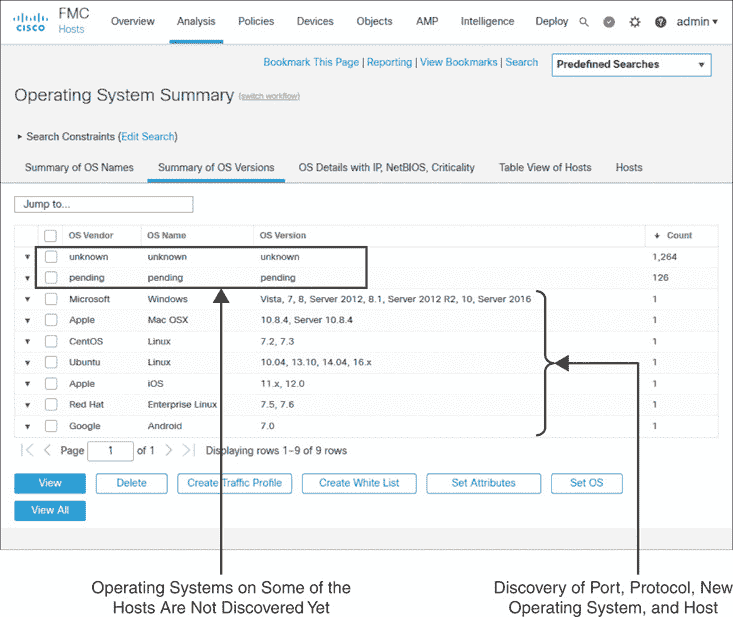 CISCO
FMC
Hosts
Overview
Analysis
Policies
Devices
Objects
AMP
Intelligence
Deploy
?
admin
Bookmark This Page | Reporting | View Bookmarks | Search
Predefined Searches
Operating System Summary (switch workflow)
Search Constraints (Edit Search)
Summary of OS Names
Summary of OS Versions
OS Details with IP, NetBIOS, Criticality
Table View of Hosts
Hosts
Jump to...
OS Vendor OS Name OS Version Count
unknown unknown unknown 1,264
pending pending pending 126
Microsoft Windows Vista, 7, 8, Server 2012, 8.1, Server 2012 R2, 10, Server 2016 1
Apple Mac OSX 10.8.4, Server 10.8.4 1
CentOS Linux 7.2, 7.3 1
Ubuntu Linux 10.04, 13.10, 14.04, 16.x 1
Apple iOS 11.x, 12.0 1
Red Hat Enterprise Linux 7.5, 7.6 1
Google Android 7.0 1
Page 1 of 1 Displaying rows 1–9 of 9 rows
View
Delete
Create Traffic Profile
Create White List
Set Attributes
Set OS
View All
Operating Systems on Some of the
Hosts Are Not Discovered Yet
Discovery of Port, Protocol, New
Operating System, and Host